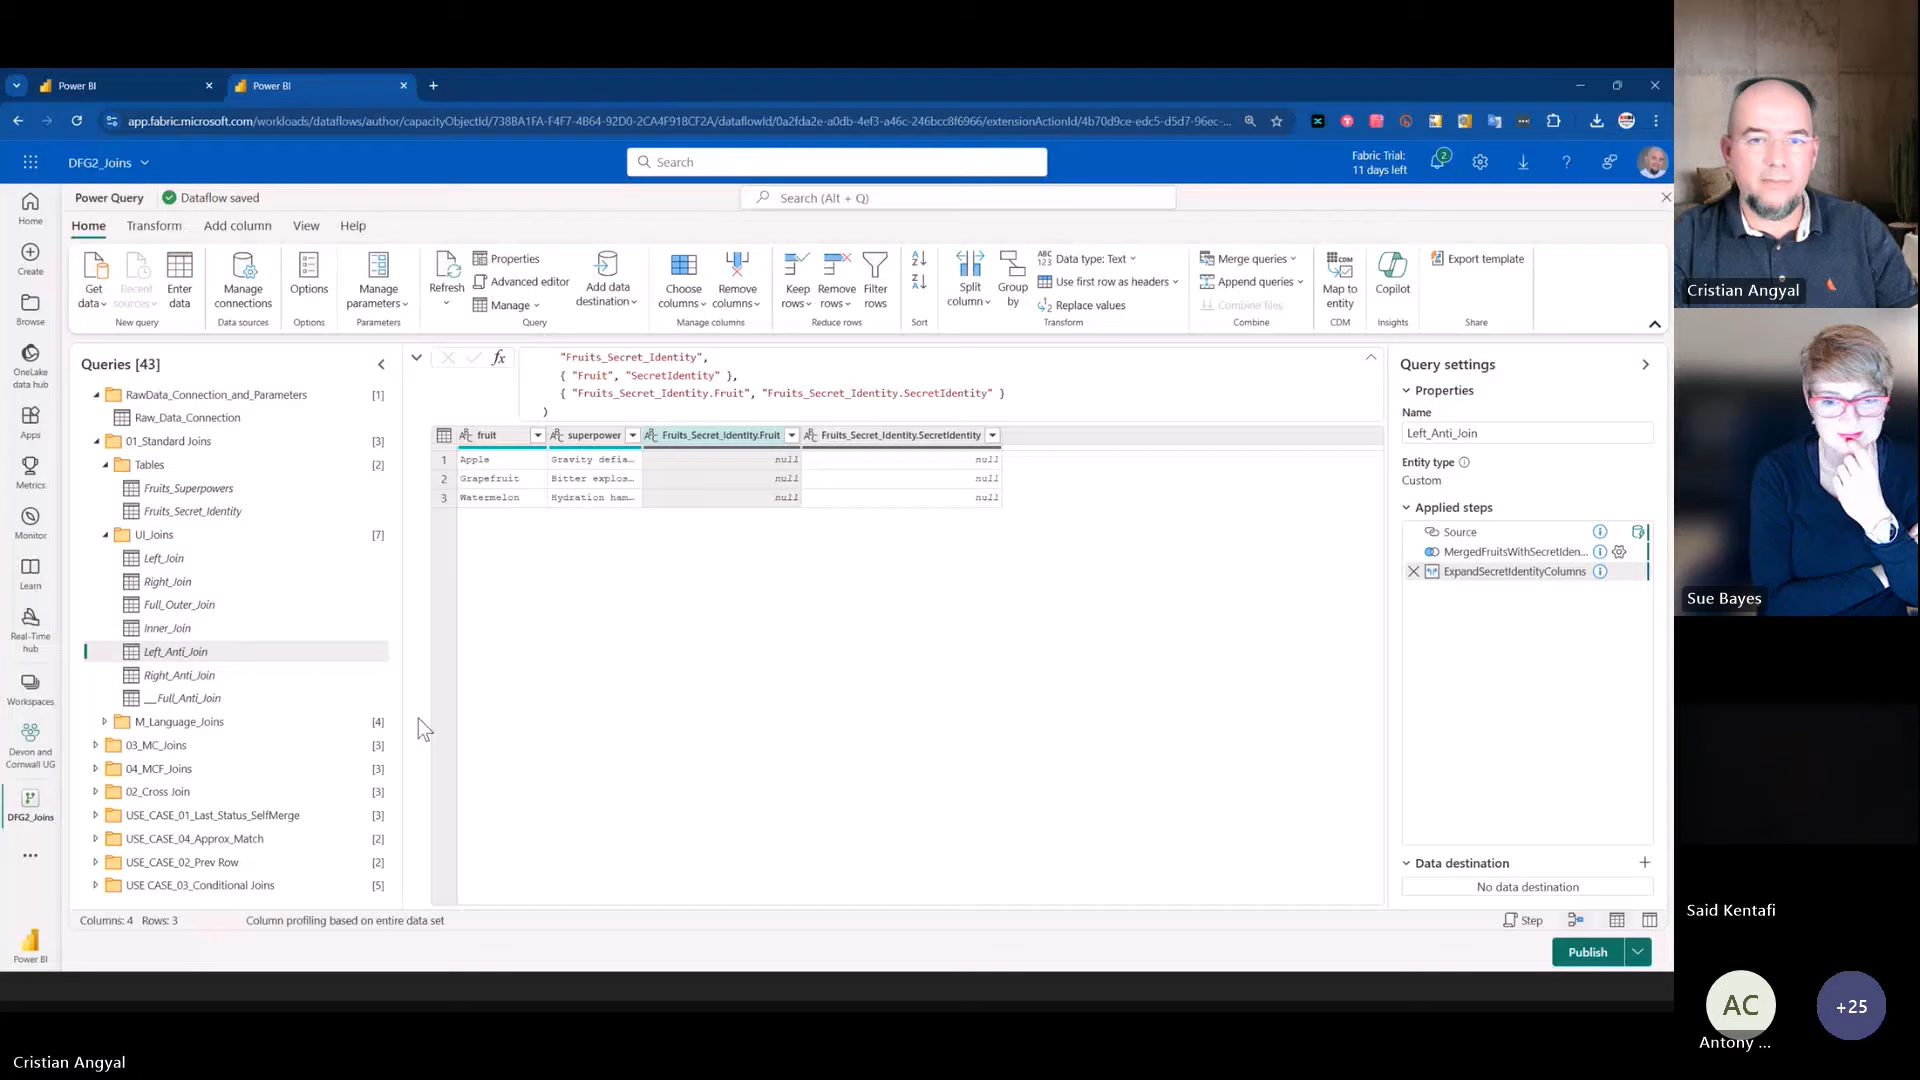 Power BI
Power BI
app.fabric.microsoft.com/workloads/dataflows/author/capacityObjectId/738BA1FA-F4F7-4B64-92D0-2CA4F918CF2A/dataflowId/0a2fda2e-a0db-4ef3-a46c-246bcc8f6966/extensionActionId/4b70d9ce-edc5-d5d7-96ec-...
DFG2_Joins
Search
Fabric Trial:
11 days left
2
Power Query
Dataflow saved
Search (Alt + Q)
Home
Transform
Add column
View
Help
Get data
Recent sources
Enter data
New query
Manage connections
Data sources
Options
Options
Manage parameters
Parameters
Refresh
Properties
Advanced editor
Manage
Query
Add data destination
Choose columns
Remove columns
Manage columns
Keep rows
Remove rows
Filter rows
Reduce rows
Sort
Split column
Group by
Data type: Text
Use first row as headers
Replace values
Transform
Merge queries
Append queries
Combine files
Combine
Map to entity
CDM
Copilot
Insights
Export template
Share
Home
Create
Browse
OneLake data hub
Apps
Metrics
Monitor
Learn
Real-Time hub
Workspaces
Devon and Cornwall UG
DFG2_Joins
Power BI
Queries [43]
RawData_Connection_and_Parameters [1]
Raw_Data_Connection
01_Standard Joins [3]
Tables [2]
Fruits_Superpowers
Fruits_Secret_Identity
UI_Joins [7]
Left_Join
Right_Join
Full_Outer_Join
Inner_Join
Left_Anti_Join
Right_Anti_Join
__Full_Anti_Join
M_Language_Joins [4]
03_MC_Joins [3]
04_MCF_Joins [3]
02_Cross Join [3]
USE_CASE_01_Last_Status_SelfMerge [3]
USE_CASE_04_Approx_Match [2]
USE_CASE_02_Prev Row [2]
USE CASE_03_Conditional Joins [5]
fx
"Fruits_Secret_Identity",
{ "Fruit", "SecretIdentity" },
{ "Fruits_Secret_Identity.Fruit", "Fruits_Secret_Identity.SecretIdentity" }
)
fruit superpower Fruits_Secret_Identity.Fruit Fruits_Secret_Identity.SecretIdentity
1 Apple Gravity defia... null null
2 Grapefruit Bitter explos... null null
3 Watermelon Hydration ham... null null
Query settings
Properties
Name
Left_Anti_Join
Entity type
Custom
Applied steps
Source
MergedFruitsWithSecretIden...
ExpandSecretIdentityColumns
Data destination
No data destination
Columns: 4 Rows: 3
Column profiling based on entire data set
Step
Publish
Cristian Angyal
Sue Bayes
Said Kentafi
AC
Antony ...
+25
Cristian Angyal